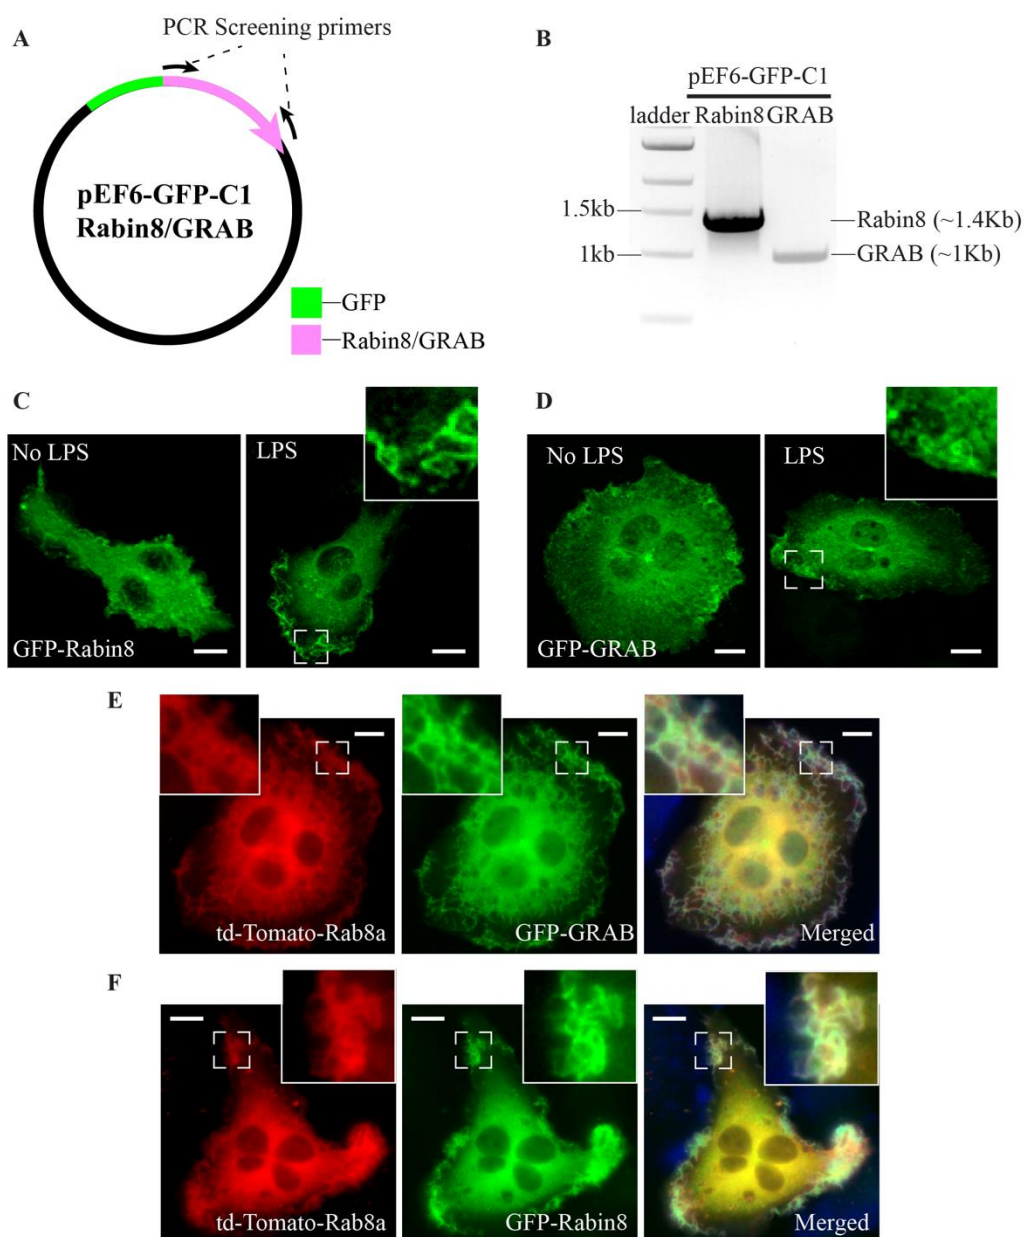 A
PCR Screening primers
pEF6-GFP-C1
Rabin8/GRAB
GFP
Rabin8/GRAB
B
pEF6-GFP-C1
ladder Rabin8 GRAB
1.5kb
1kb
Rabin8 (~1.4Kb)
GRAB (~1Kb)
C
No LPS
LPS
GFP-Rabin8
D
No LPS
LPS
GFP-GRAB
E
td-Tomato-Rab8a
GFP-GRAB
Merged
F
td-Tomato-Rab8a
GFP-Rabin8
Merged